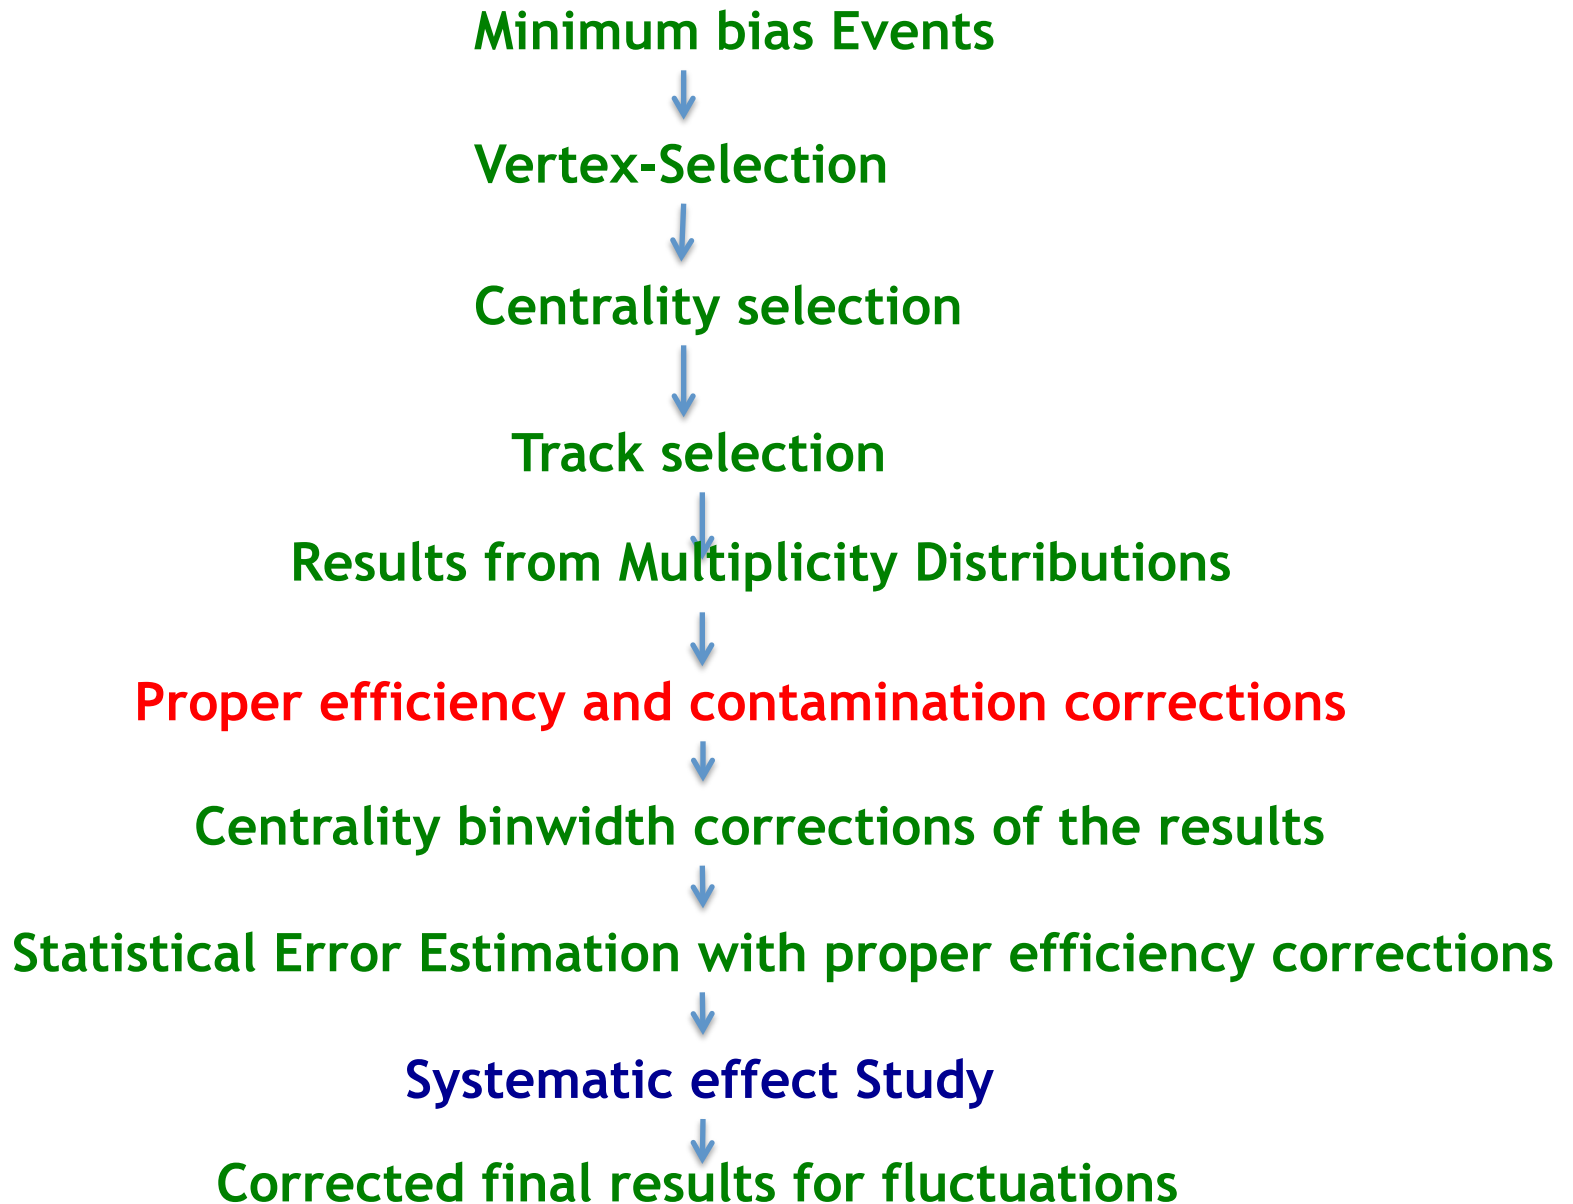 Minimum bias Events
Vertex-Selection
Centrality selection
Track selection
Results from Multiplicity Distributions
Proper efficiency and contamination corrections
Centrality binwidth corrections of the results
Statistical Error Estimation with proper efficiency corrections
Systematic effect Study
Corrected final results for fluctuations